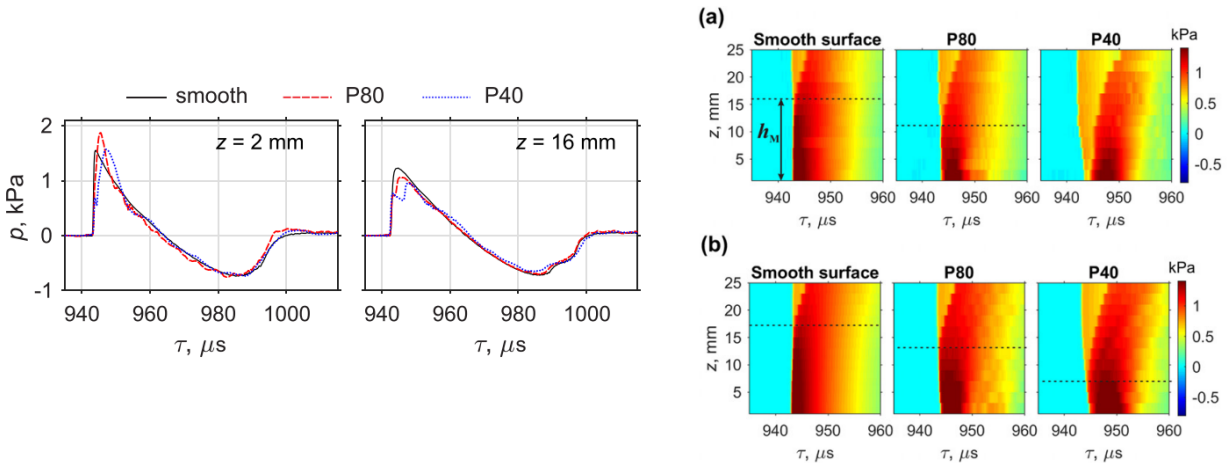 smooth P80 P40
z = 2 mm
z = 16 mm
p, kPa
2
1
0
-1
940 960 980 1000
940 960 980 1000
τ, μs
τ, μs
(a)
Smooth surface P80 P40
kPa
z, mm
25
20
15
10
5
h_M
1
0.5
0
-0.5
940 950 960
940 950 960
940 950 960
τ, μs
τ, μs
τ, μs
(b)
Smooth surface P80 P40
kPa
z, mm
25
20
15
10
5
1
0.5
0
-0.5
940 950 960
940 950 960
940 950 960
τ, μs
τ, μs
τ, μs